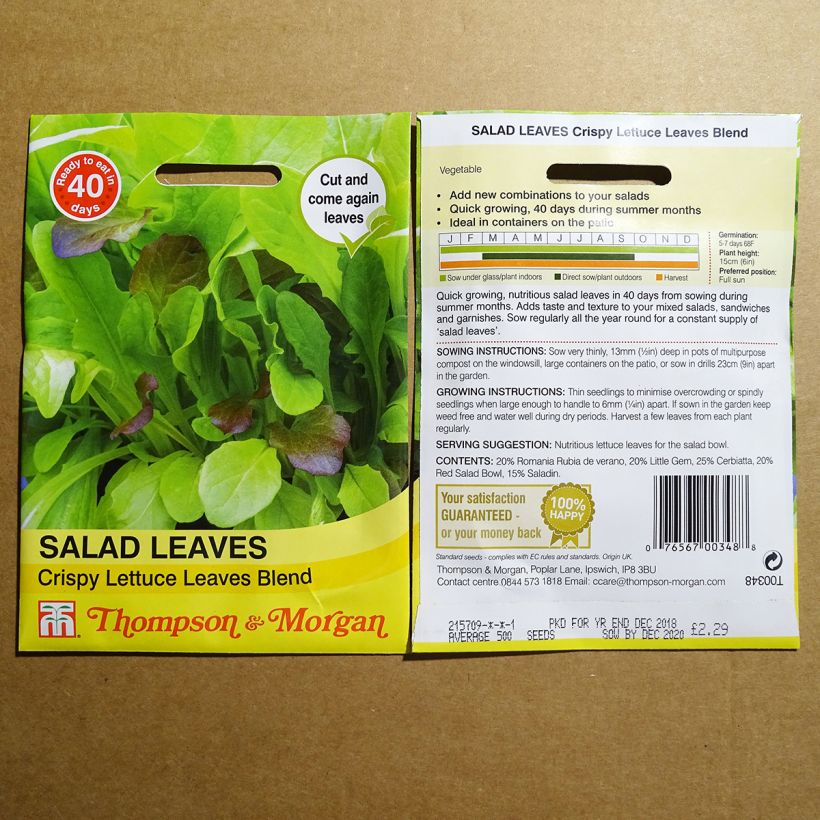 Ready to eat in
40
days
Cut and
come again
leaves
SALAD LEAVES
Crispy Lettuce Leaves Blend
Thompson & Morgan
SALAD LEAVES Crispy Lettuce Leaves Blend
Vegetable
• Add new combinations to your salads
• Quick growing, 40 days during summer months
• Ideal in containers on the patio
J F M A M J J A S O N D
Sow under glass/plant indoors Direct sow/plant outdoors Harvest
Germination:
5-7 days 68F
Plant height:
15cm (6in)
Preferred position:
Full sun
Quick growing, nutritious salad leaves in 40 days from sowing during
summer months. Adds taste and texture to your mixed salads, sandwiches
and garnishes. Sow regularly all the year round for a constant supply of
‘salad leaves’.
SOWING INSTRUCTIONS: Sow very thinly, 13mm (½in) deep in pots of multipurpose
compost on the windowsill, large containers on the patio, or sow in drills 23cm (9in) apart
in the garden.
GROWING INSTRUCTIONS: Thin seedlings to minimise overcrowding or spindly
seedlings when large enough to handle to 6mm (¼in) apart. If sown in the garden keep
weed free and water well during dry periods. Harvest a few leaves from each plant
regularly.
SERVING SUGGESTION: Nutritious lettuce leaves for the salad bowl.
CONTENTS: 20% Romania Rubia de verano, 20% Little Gem, 25% Cerbiatta, 20%
Red Salad Bowl, 15% Saladin.
Your satisfaction
GUARANTEED -
or your money back
100%
HAPPY
0 76567 00348 8
T00348
Standard seeds - complies with EC rules and standards. Origin UK.
Thompson & Morgan, Poplar Lane, Ipswich, IP8 3BU
Contact centre.0844 573 1818 Email: ccare@thompson-morgan.com
215709-X-X-1 PKD FOR YR END DEC 2018
AVERAGE 500 SEEDS SOW BY DEC 2020 £2.29